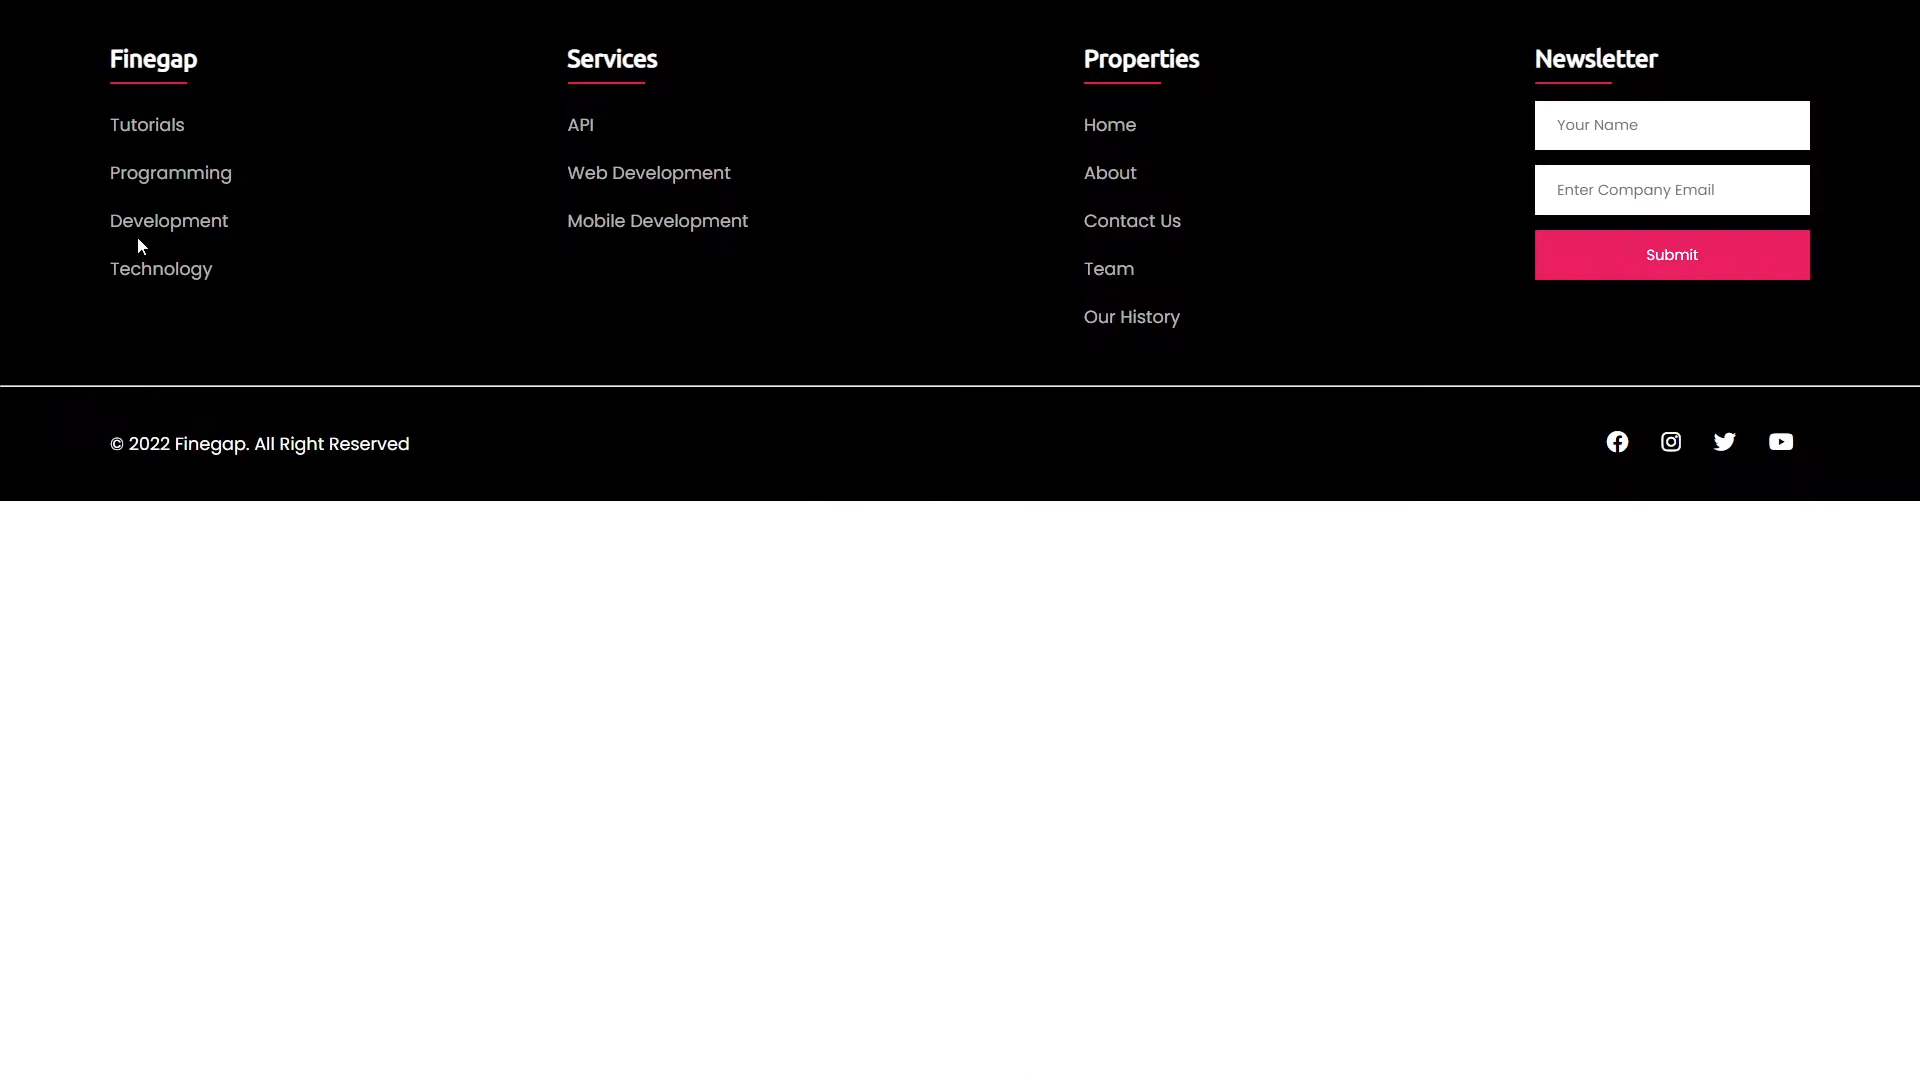 Finegap
Tutorials
Programming
Development
Technology
Services
API
Web Development
Mobile Development
Properties
Home
About
Contact Us
Team
Our History
Newsletter
Your Name
Enter Company Email
Submit
© 2022 Finegap. All Right Reserved